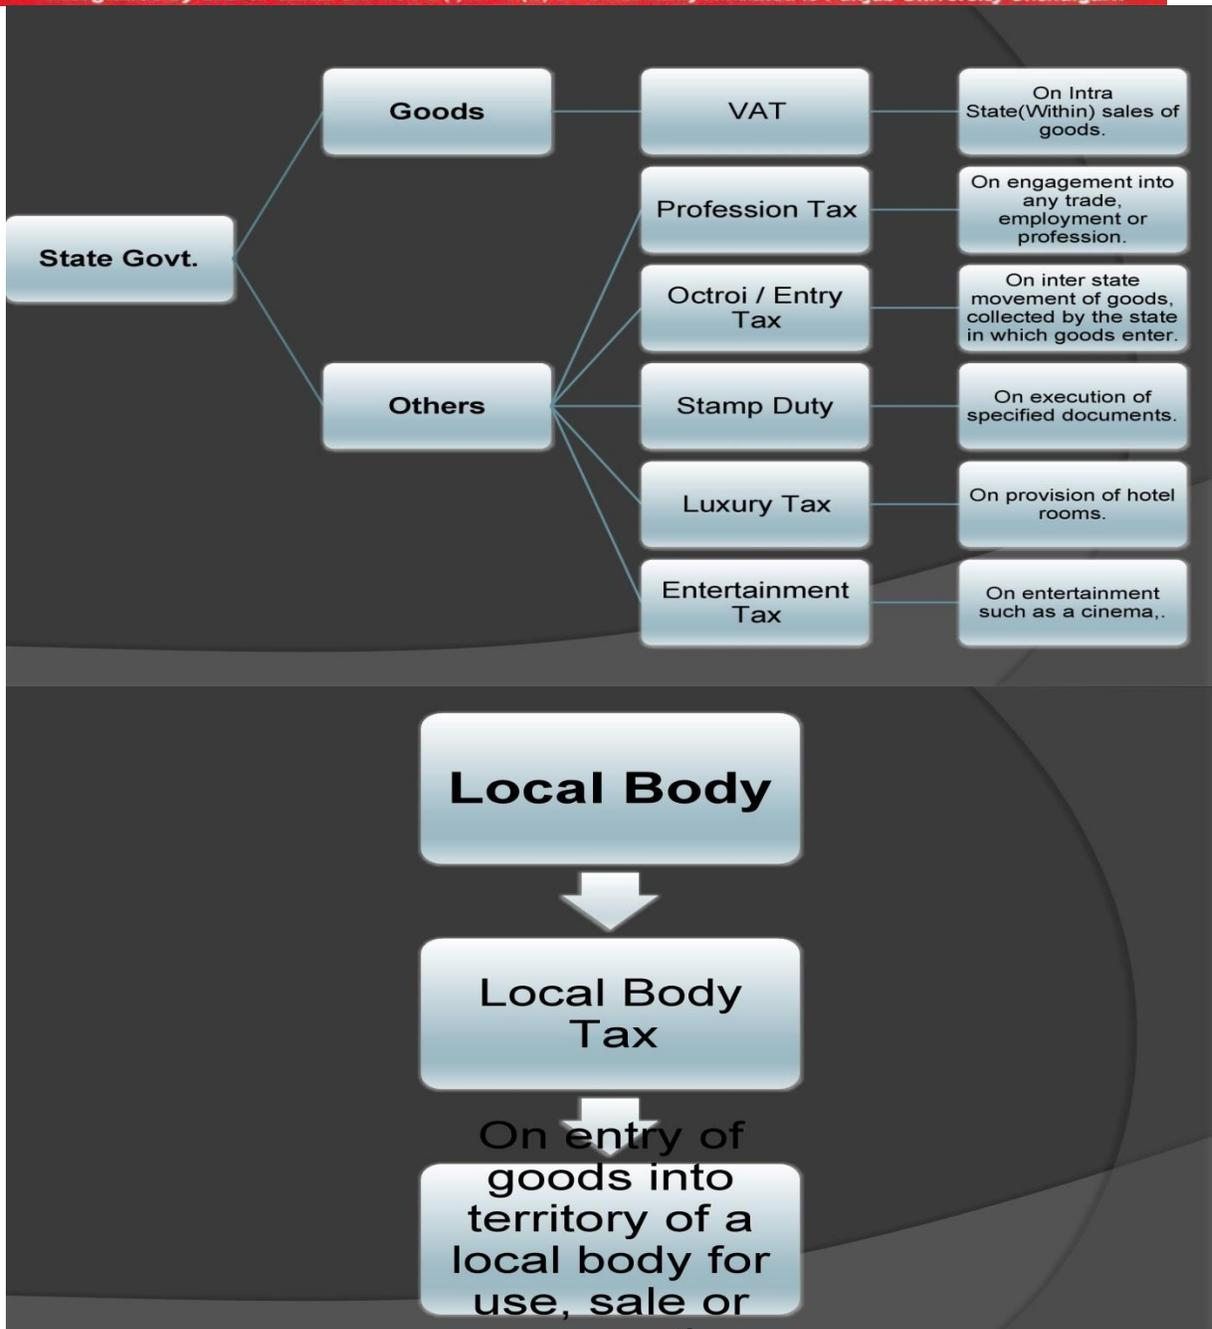 Goods
VAT
On Intra
State(Within) sales of
goods.
Profession Tax
On engagement into
any trade,
employment or
profession.
State Govt.
Octroi / Entry
Tax
On inter state
movement of goods,
collected by the state
in which goods enter.
Others
Stamp Duty
On execution of
specified documents.
Luxury Tax
On provision of hotel
rooms.
Entertainment
Tax
On entertainment
such as a cinema,.
Local Body
Local Body
Tax
On entry of
goods into
territory of a
local body for
use, sale or